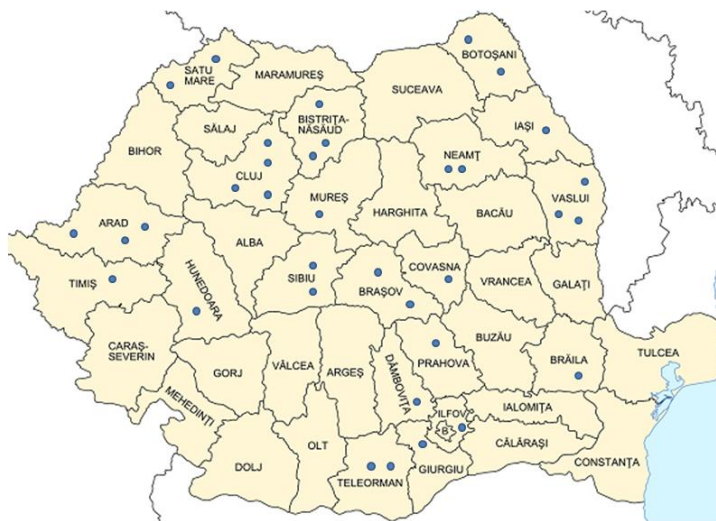 BOTOȘANI
SATU
MARE
MARAMUREȘ
SUCEAVA
SĂLAJ
BISTRIȚA-
NĂSĂUD
IAȘI
BIHOR
NEAMȚ
CLUJ
MUREȘ
VASLUI
HARGHITA
BACĂU
ARAD
ALBA
HUNEDOARA
TIMIȘ
SIBIU
COVASNA
BRAȘOV
VRANCEA
GALAȚI
CARAȘ-
SEVERIN
BUZĂU
TULCEA
GORJ
VÂLCEA
ARGEȘ
DÂMBOVIȚA
PRAHOVA
BRĂILA
MEHEDINȚI
ILFOV
IALOMIȚA
B
CĂLĂRAȘI
OLT
DOLJ
TELEORMAN
GIURGIU
CONSTANȚA